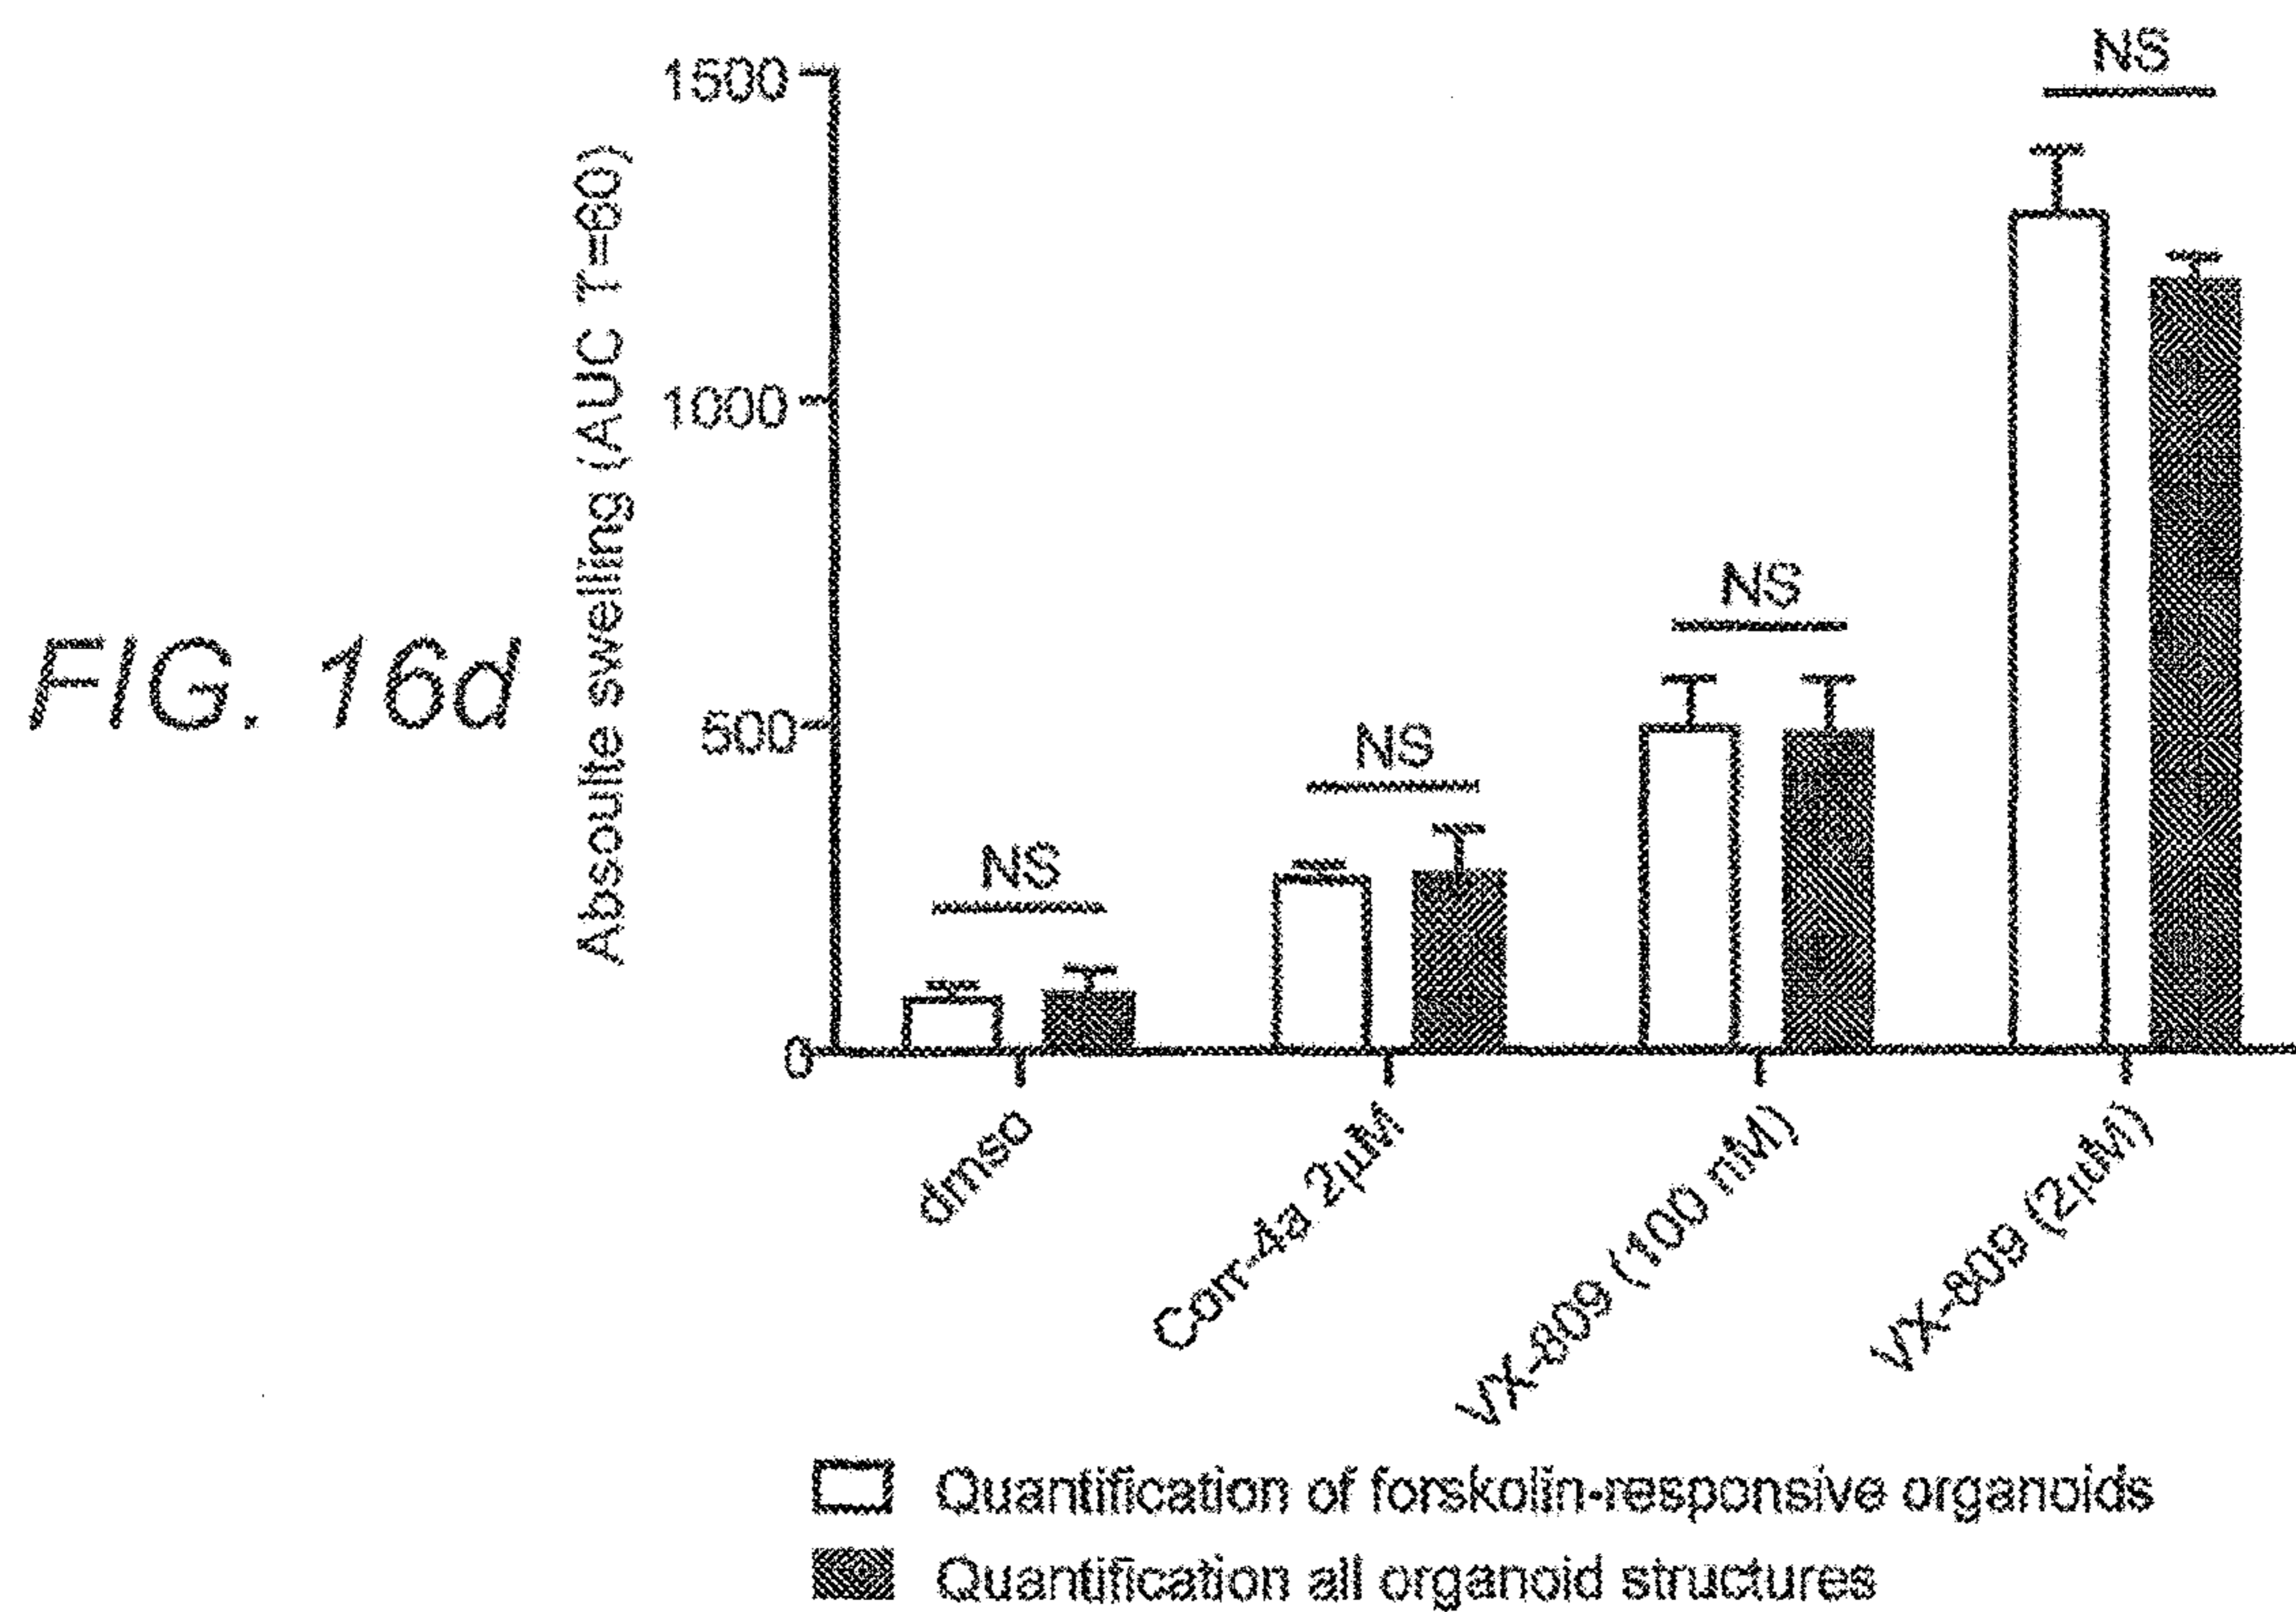 FIG. 16d
Absoulte swelling (AUC T=60)
1500
1000
500
0
NS
NS
NS
NS
dmso
Corr-4a 2µM
VX-809 (100 nM)
VX-809 (2µM)
Quantification of forskolin-responsive organoids
Quantification all organoid structures